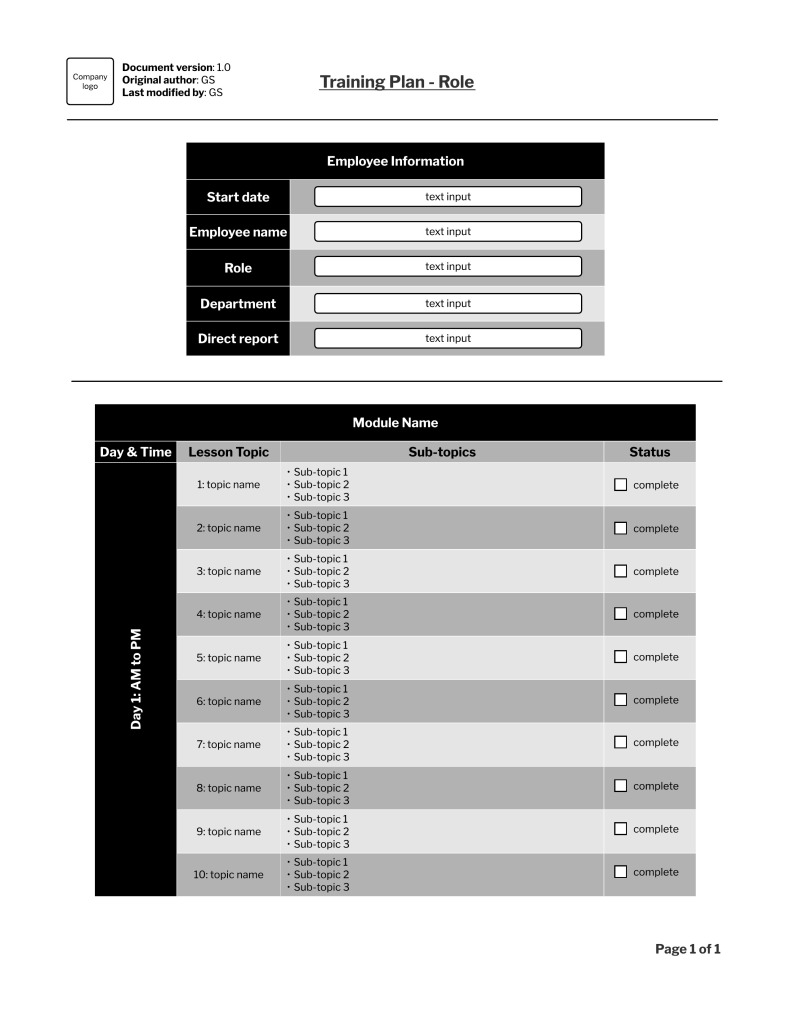 Company
logo
Document version: 1.0
Original author: GS
Last modified by: GS
Training Plan - Role
Employee Information
Start date text input
Employee name text input
Role text input
Department text input
Direct report text input
Module Name
Day & Time Lesson Topic Sub-topics Status
Day 1: AM to PM
1: topic name
• Sub-topic 1
• Sub-topic 2
• Sub-topic 3
complete
2: topic name
• Sub-topic 1
• Sub-topic 2
• Sub-topic 3
complete
3: topic name
• Sub-topic 1
• Sub-topic 2
• Sub-topic 3
complete
4: topic name
• Sub-topic 1
• Sub-topic 2
• Sub-topic 3
complete
5: topic name
• Sub-topic 1
• Sub-topic 2
• Sub-topic 3
complete
6: topic name
• Sub-topic 1
• Sub-topic 2
• Sub-topic 3
complete
7: topic name
• Sub-topic 1
• Sub-topic 2
• Sub-topic 3
complete
8: topic name
• Sub-topic 1
• Sub-topic 2
• Sub-topic 3
complete
9: topic name
• Sub-topic 1
• Sub-topic 2
• Sub-topic 3
complete
10: topic name
• Sub-topic 1
• Sub-topic 2
• Sub-topic 3
complete
Page 1 of 1